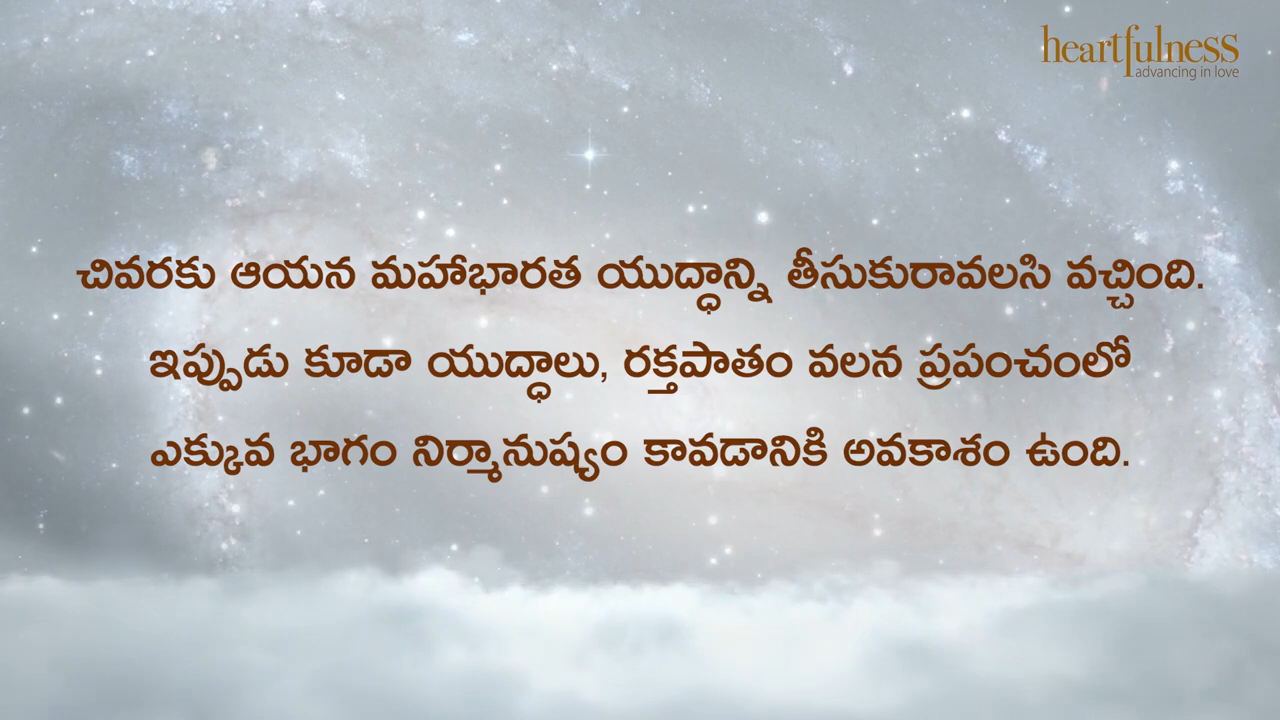 heartfulness
advancing in love
చివరకు ఆయన మహాభారత యుద్ధాన్ని తీసుకురావలసి వచ్చింది.
ఇప్పుడు కూడా యుద్ధాలు, రక్తపాతం వలన ప్రపంచంలో
ఎక్కువ భాగం నిర్మానుష్యం కావడానికి అవకాశం ఉంది.